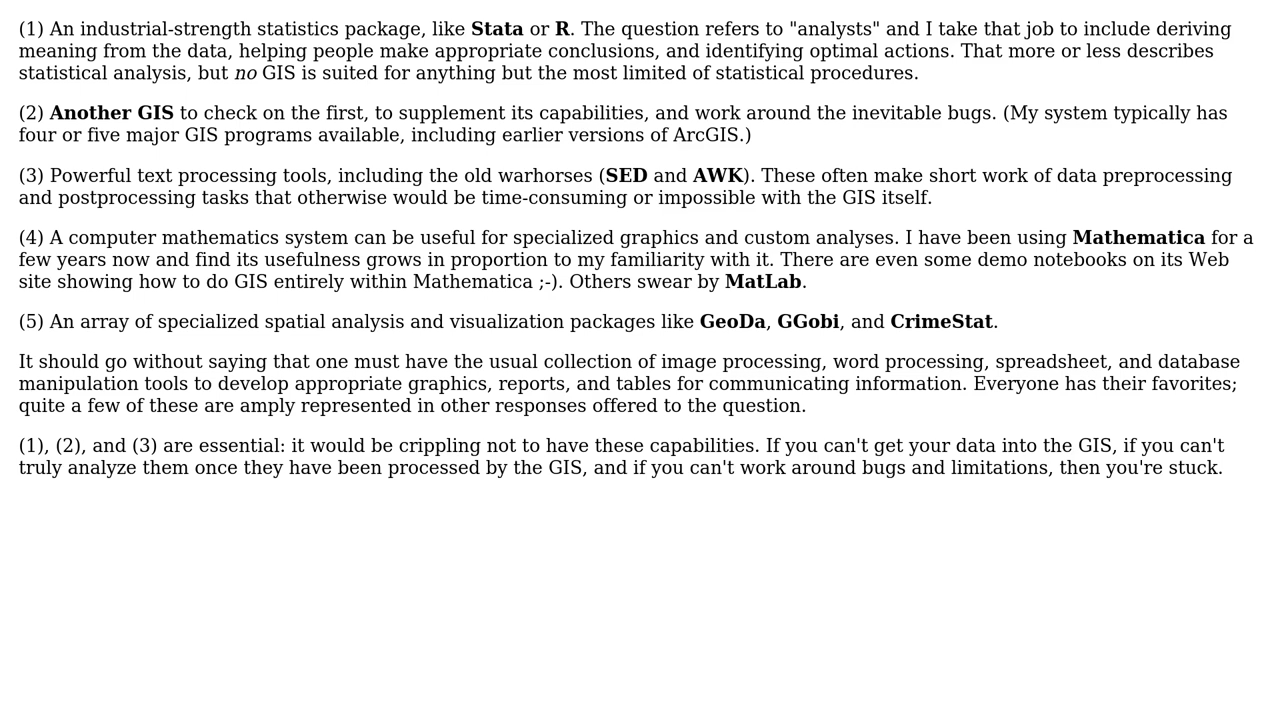 (1) An industrial-strength statistics package, like Stata or R. The question refers to "analysts" and I take that job to include deriving
meaning from the data, helping people make appropriate conclusions, and identifying optimal actions. That more or less describes
statistical analysis, but no GIS is suited for anything but the most limited of statistical procedures.
(2) Another GIS to check on the first, to supplement its capabilities, and work around the inevitable bugs. (My system typically has
four or five major GIS programs available, including earlier versions of ArcGIS.)
(3) Powerful text processing tools, including the old warhorses (SED and AWK). These often make short work of data preprocessing
and postprocessing tasks that otherwise would be time-consuming or impossible with the GIS itself.
(4) A computer mathematics system can be useful for specialized graphics and custom analyses. I have been using Mathematica for a
few years now and find its usefulness grows in proportion to my familiarity with it. There are even some demo notebooks on its Web
site showing how to do GIS entirely within Mathematica ;-). Others swear by MatLab.
(5) An array of specialized spatial analysis and visualization packages like GeoDa, GGobi, and CrimeStat.
It should go without saying that one must have the usual collection of image processing, word processing, spreadsheet, and database
manipulation tools to develop appropriate graphics, reports, and tables for communicating information. Everyone has their favorites;
quite a few of these are amply represented in other responses offered to the question.
(1), (2), and (3) are essential: it would be crippling not to have these capabilities. If you can't get your data into the GIS, if you can't
truly analyze them once they have been processed by the GIS, and if you can't work around bugs and limitations, then you're stuck.